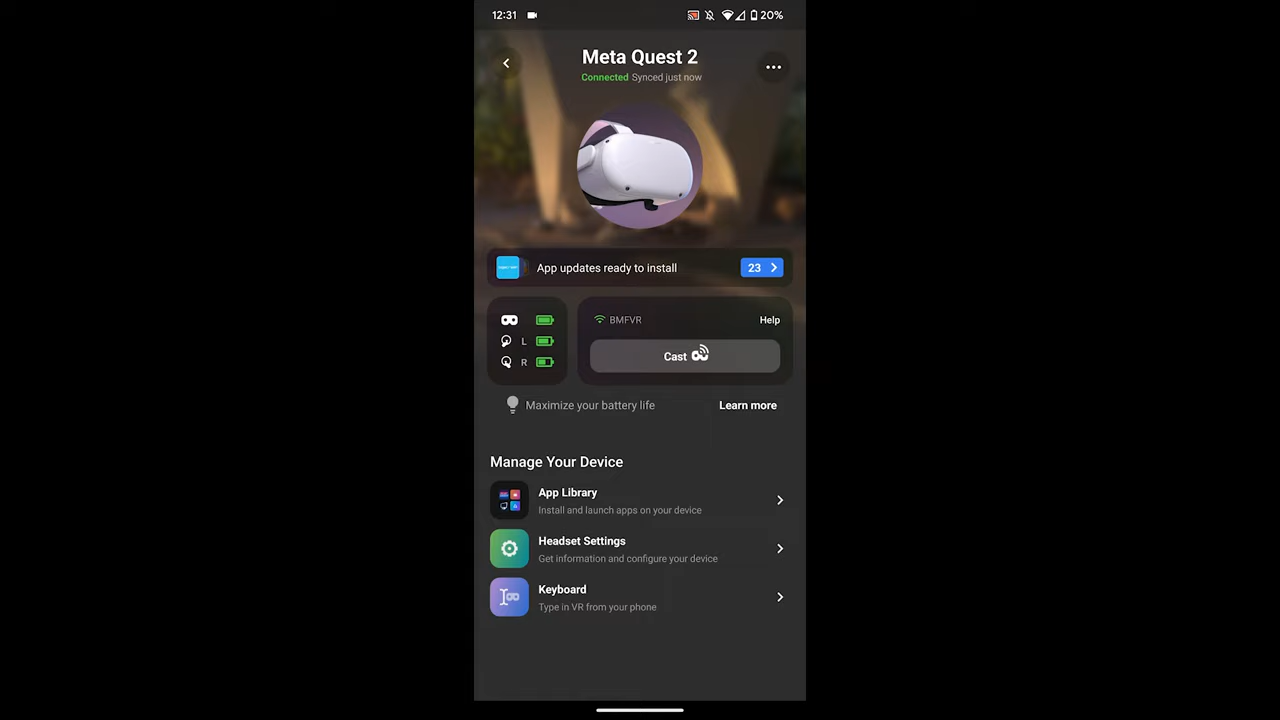 12:31
20%
Meta Quest 2
Connected Synced just now
App updates ready to install
23
BMFVR
Help
L
Cast
R
Maximize your battery life
Learn more
Manage Your Device
App Library
Install and launch apps on your device
Headset Settings
Get information and configure your device
Keyboard
Type in VR from your phone